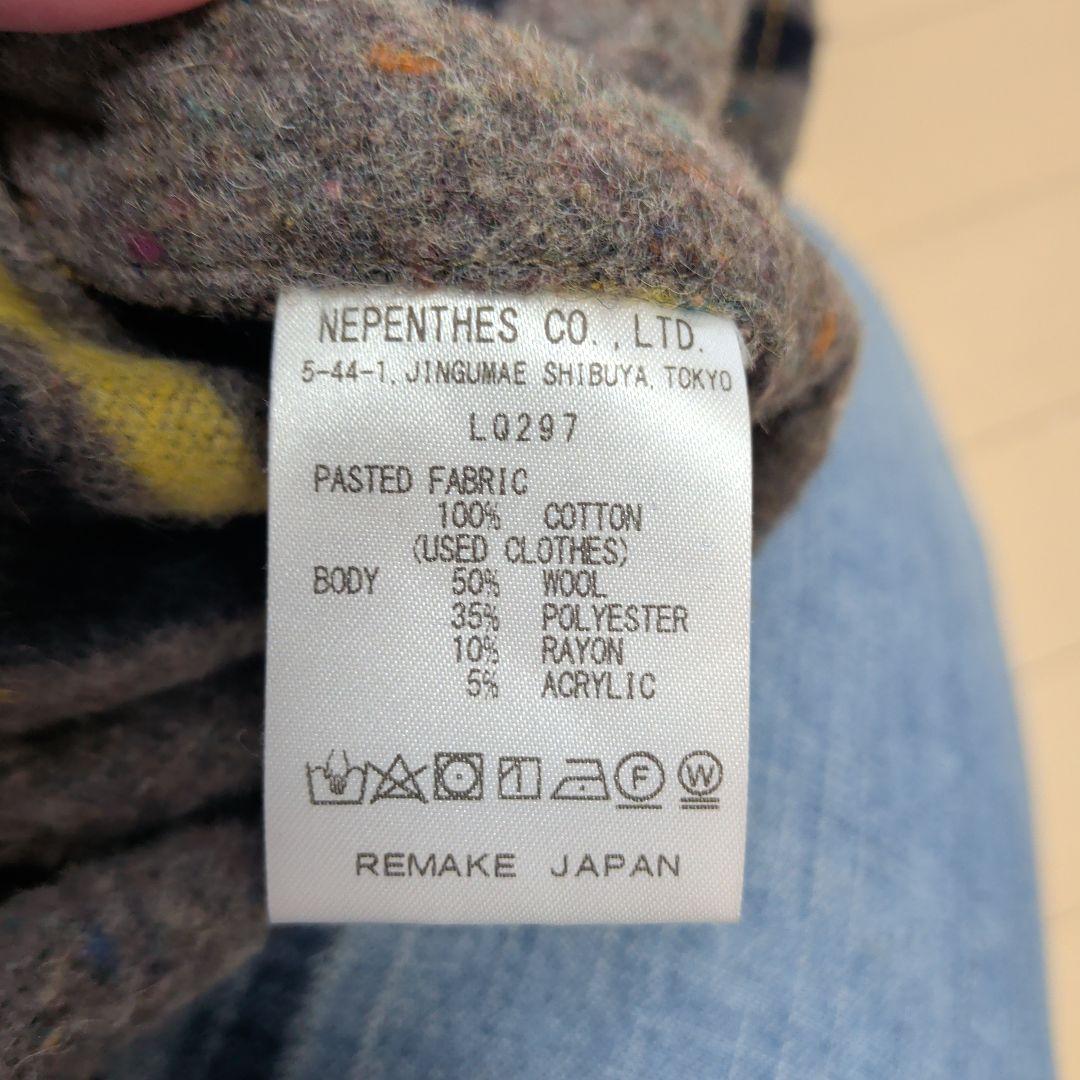 NEPENTHES CO., LTD.
5-44-1, JINGUMAE SHIBUYA, TOKYO
LQ297
PASTED FABRIC
100% COTTON
(USED CLOTHES)
BODY 50% WOOL
35% POLYESTER
10% RAYON
5% ACRYLIC
F W
REMAKE JAPAN